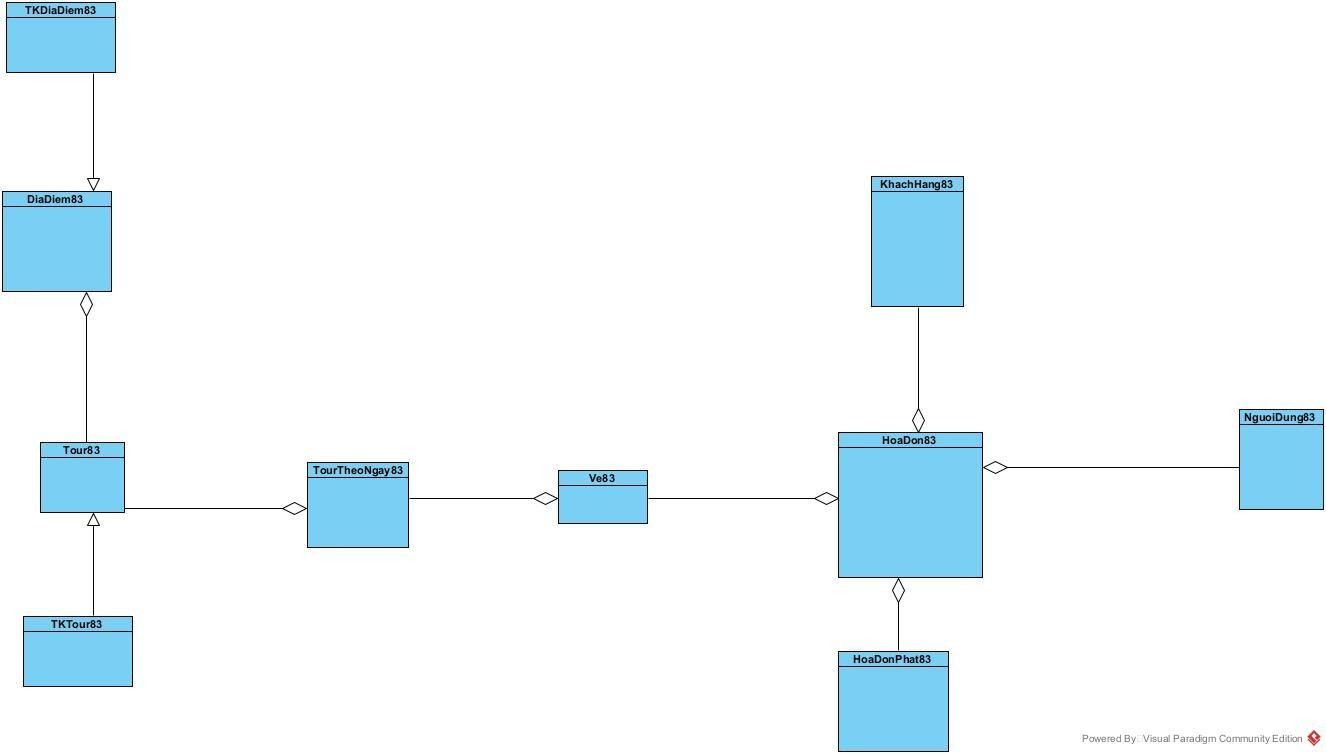 TKDiaDiem83
DiaDiem83
KhachHang83
NguoiDung83
HoaDon83
Tour83
TourTheoNgay83
Ve83
TKTour83
HoaDonPhat83
Powered By Visual Paradigm Community Edition